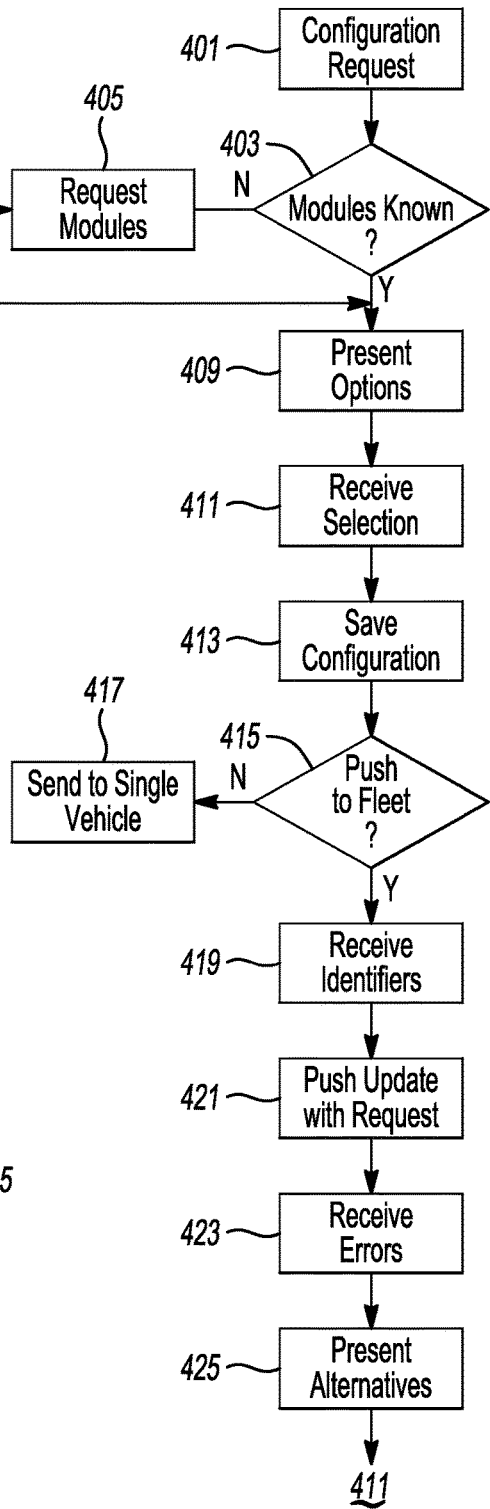 401
Configuration
Request
405
403
Request
Modules
N
Modules Known
?
Y
409
Present
Options
411
Receive
Selection
413
Save
Configuration
417
415
Send to Single
Vehicle
N
Push
to Fleet
?
Y
419
Receive
Identifiers
421
Push Update
with Request
5
423
Receive
Errors
425
Present
Alternatives
411